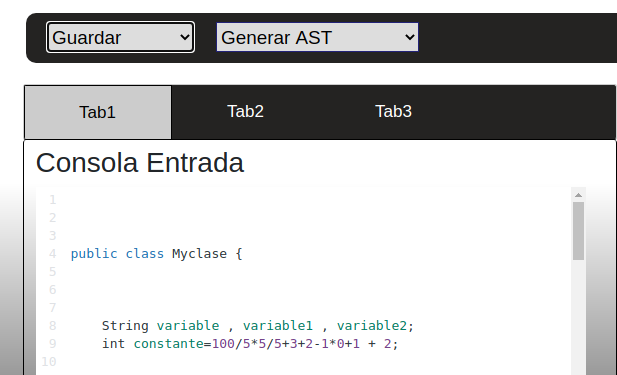 Guardar
Generar AST
Tab1
Tab2
Tab3
Consola Entrada
1
2
3
4 public class Myclase {
5
6
7
8 String variable , variable1 , variable2;
9 int constante=100/5*5/5+3+2-1*0+1 + 2;
10